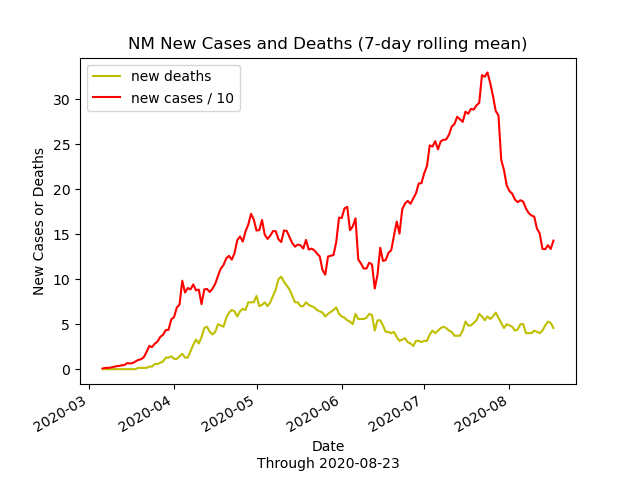 NM New Cases and Deaths (7-day rolling mean)
new deaths
new cases / 10
30
25
20
15
10
5
0
New Cases or Deaths
2020-03
2020-04
2020-05
2020-06
2020-07
2020-08
Date
Through 2020-08-23